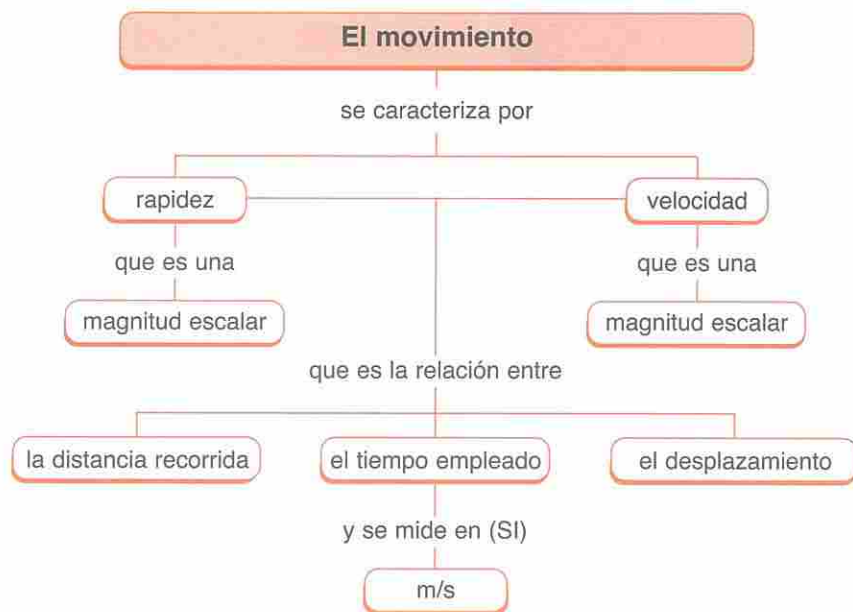 El movimiento
se caracteriza por
rapidez
velocidad
que es una
que es una
magnitud escalar
magnitud escalar
que es la relación entre
la distancia recorrida
el tiempo empleado
el desplazamiento
y se mide en (SI)
m/s